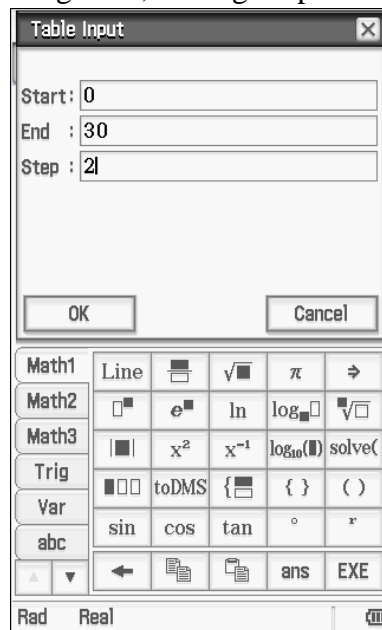 Table Input
Start: 0
End : 30
Step : 2
OK Cancel
Math1 Line √■ π ⇒
Math2 □■ e■ ln log■□ ■√□
Math3 |■| x² x⁻¹ log₁₀(■) solve(
Trig ■□□ toDMS { } ( )
Var sin cos tan ° r
abc
← ans EXE
Rad Real